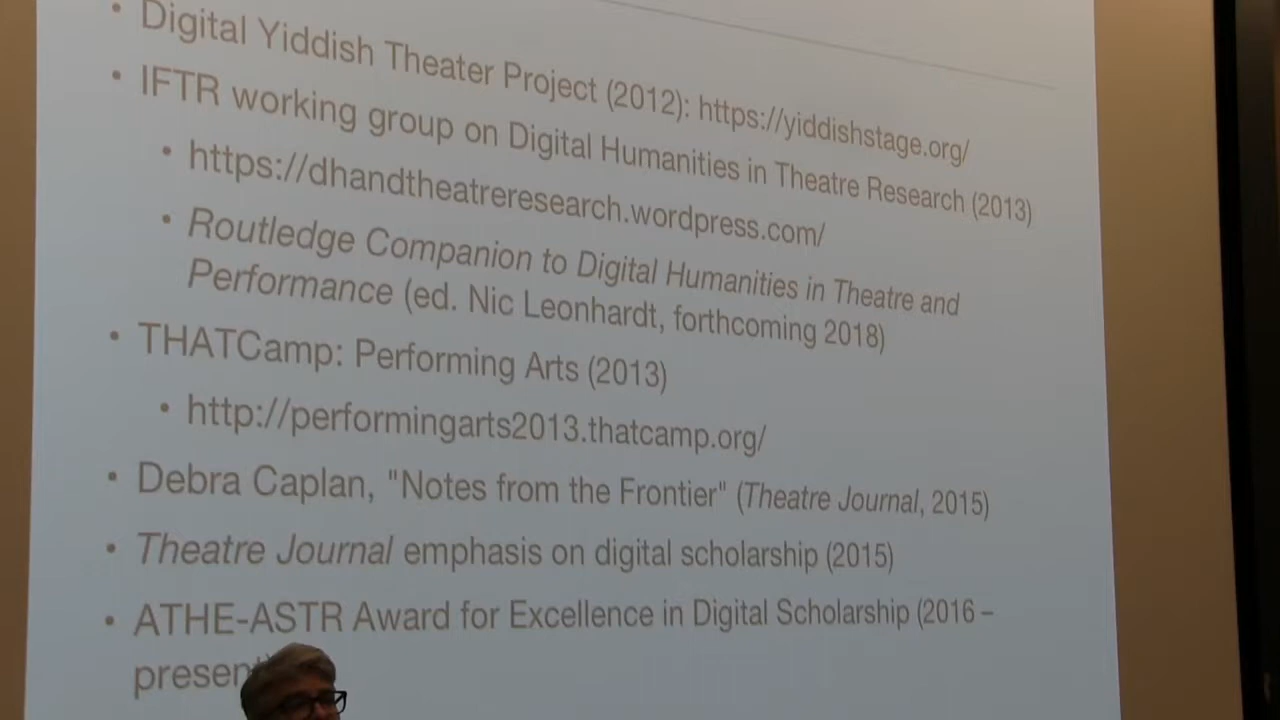 • Digital Yiddish Theater Project (2012): https://yiddishstage.org/
• IFTR working group on Digital Humanities in Theatre Research (2013)
• https://dhandtheatreresearch.wordpress.com/
• Routledge Companion to Digital Humanities in Theatre and
Performance (ed. Nic Leonhardt, forthcoming 2018)
• THATCamp: Performing Arts (2013)
• http://performingarts2013.thatcamp.org/
• Debra Caplan, "Notes from the Frontier" (Theatre Journal, 2015)
• Theatre Journal emphasis on digital scholarship (2015)
• ATHE-ASTR Award for Excellence in Digital Scholarship (2016 –
present)